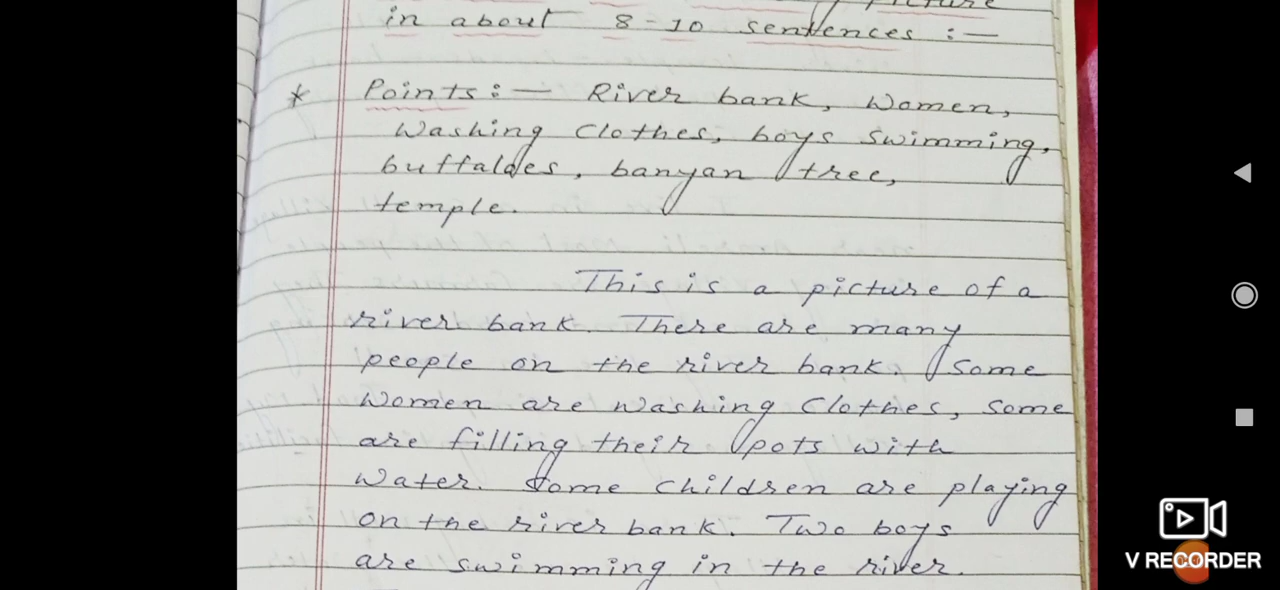 picture
in about 8-10 sentences :—
* Points :— River bank, Women,
Washing Clothes, boys swimming,
buffaloes, banyan tree,
temple.
This is a picture of a
river bank. There are many
people on the river bank. Some
Women are Washing Clothes, some
are filling their pots with
Water. Some children are playing
on the river bank. Two boys
are swimming in the river.
V RECORDER